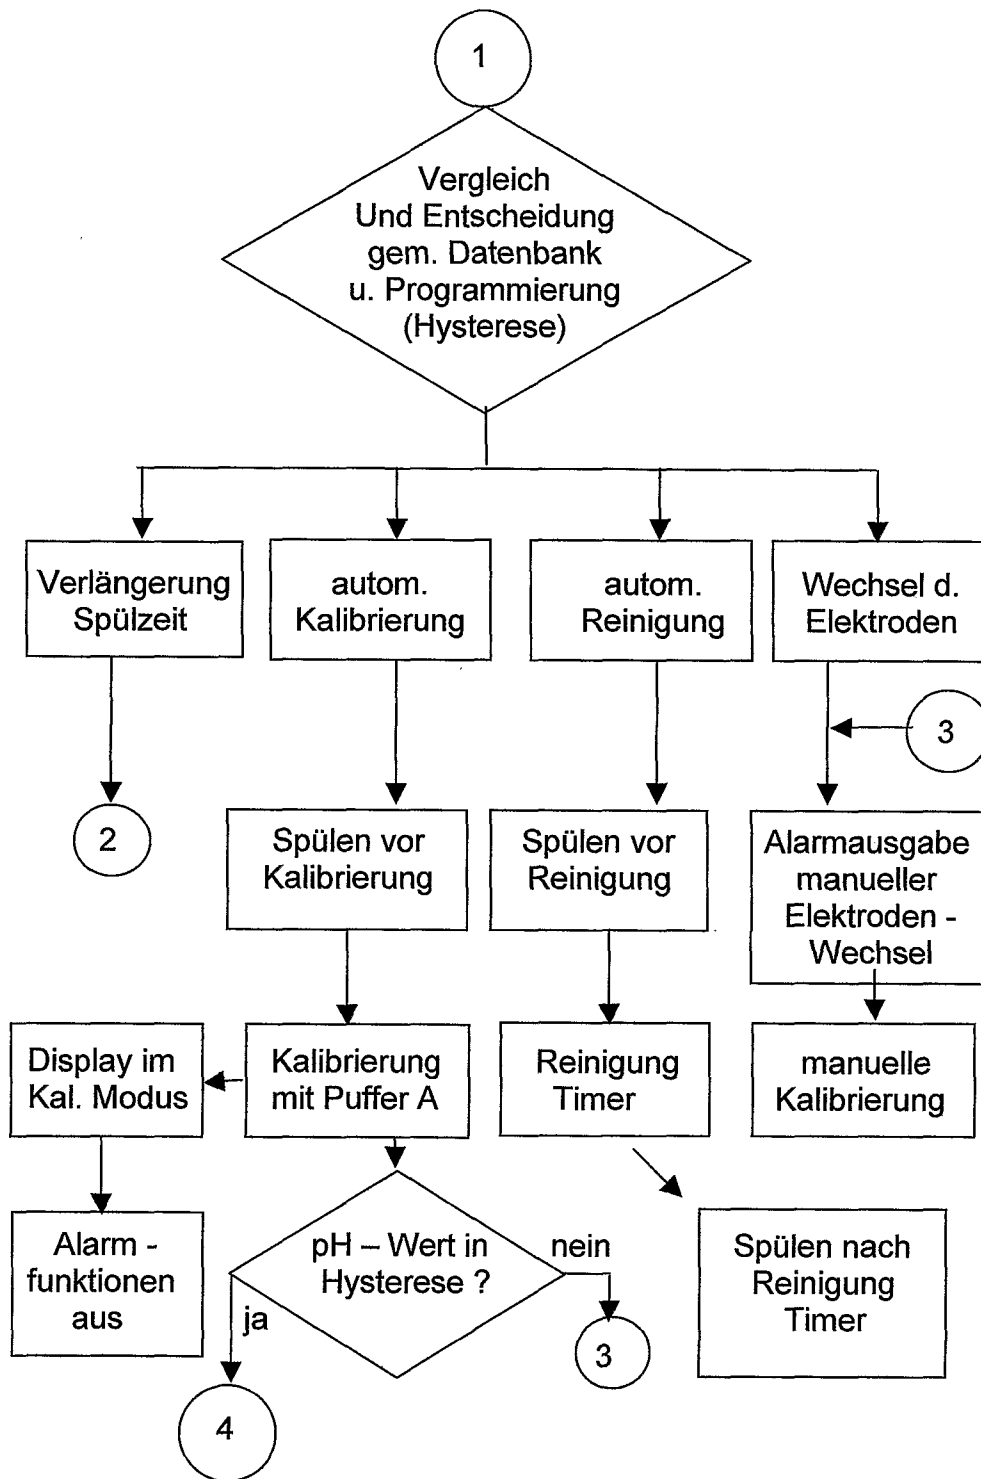 1
Vergleich
Und Entscheidung
gem. Datenbank
u. Programmierung
(Hysterese)
Verlängerung
Spülzeit
autom.
Kalibrierung
autom.
Reinigung
Wechsel d.
Elektroden
3
2
Spülen vor
Kalibrierung
Spülen vor
Reinigung
Alarmausgabe
manueller
Elektroden -
Wechsel
Display im
Kal. Modus
Kalibrierung
mit Puffer A
Reinigung
Timer
manuelle
Kalibrierung
Alarm -
funktionen
aus
pH – Wert in
Hysterese ?
nein
ja
3
Spülen nach
Reinigung
Timer
4